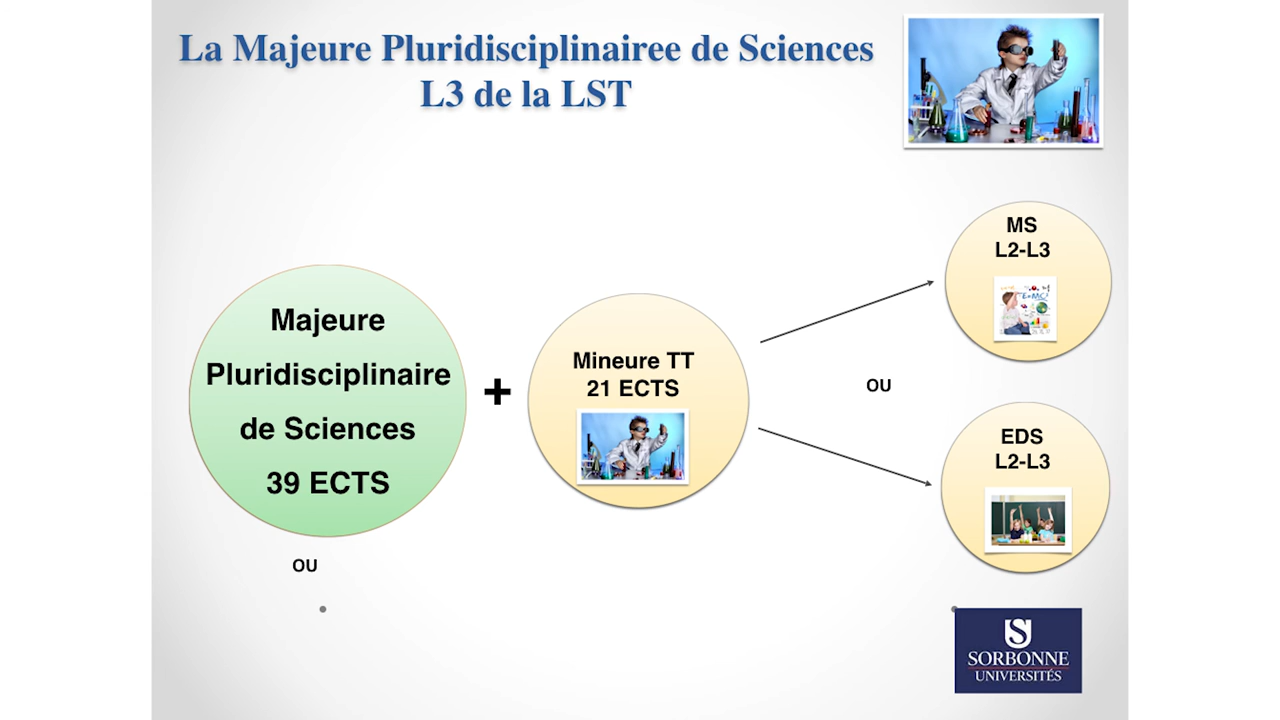 La Majeure Pluridisciplinairee de Sciences
L3 de la LST
Majeure
Pluridisciplinaire
de Sciences
39 ECTS
OU
+
Mineure TT
21 ECTS
OU
MS
L2-L3
EDS
L2-L3
S
SORBONNE
UNIVERSITÉS